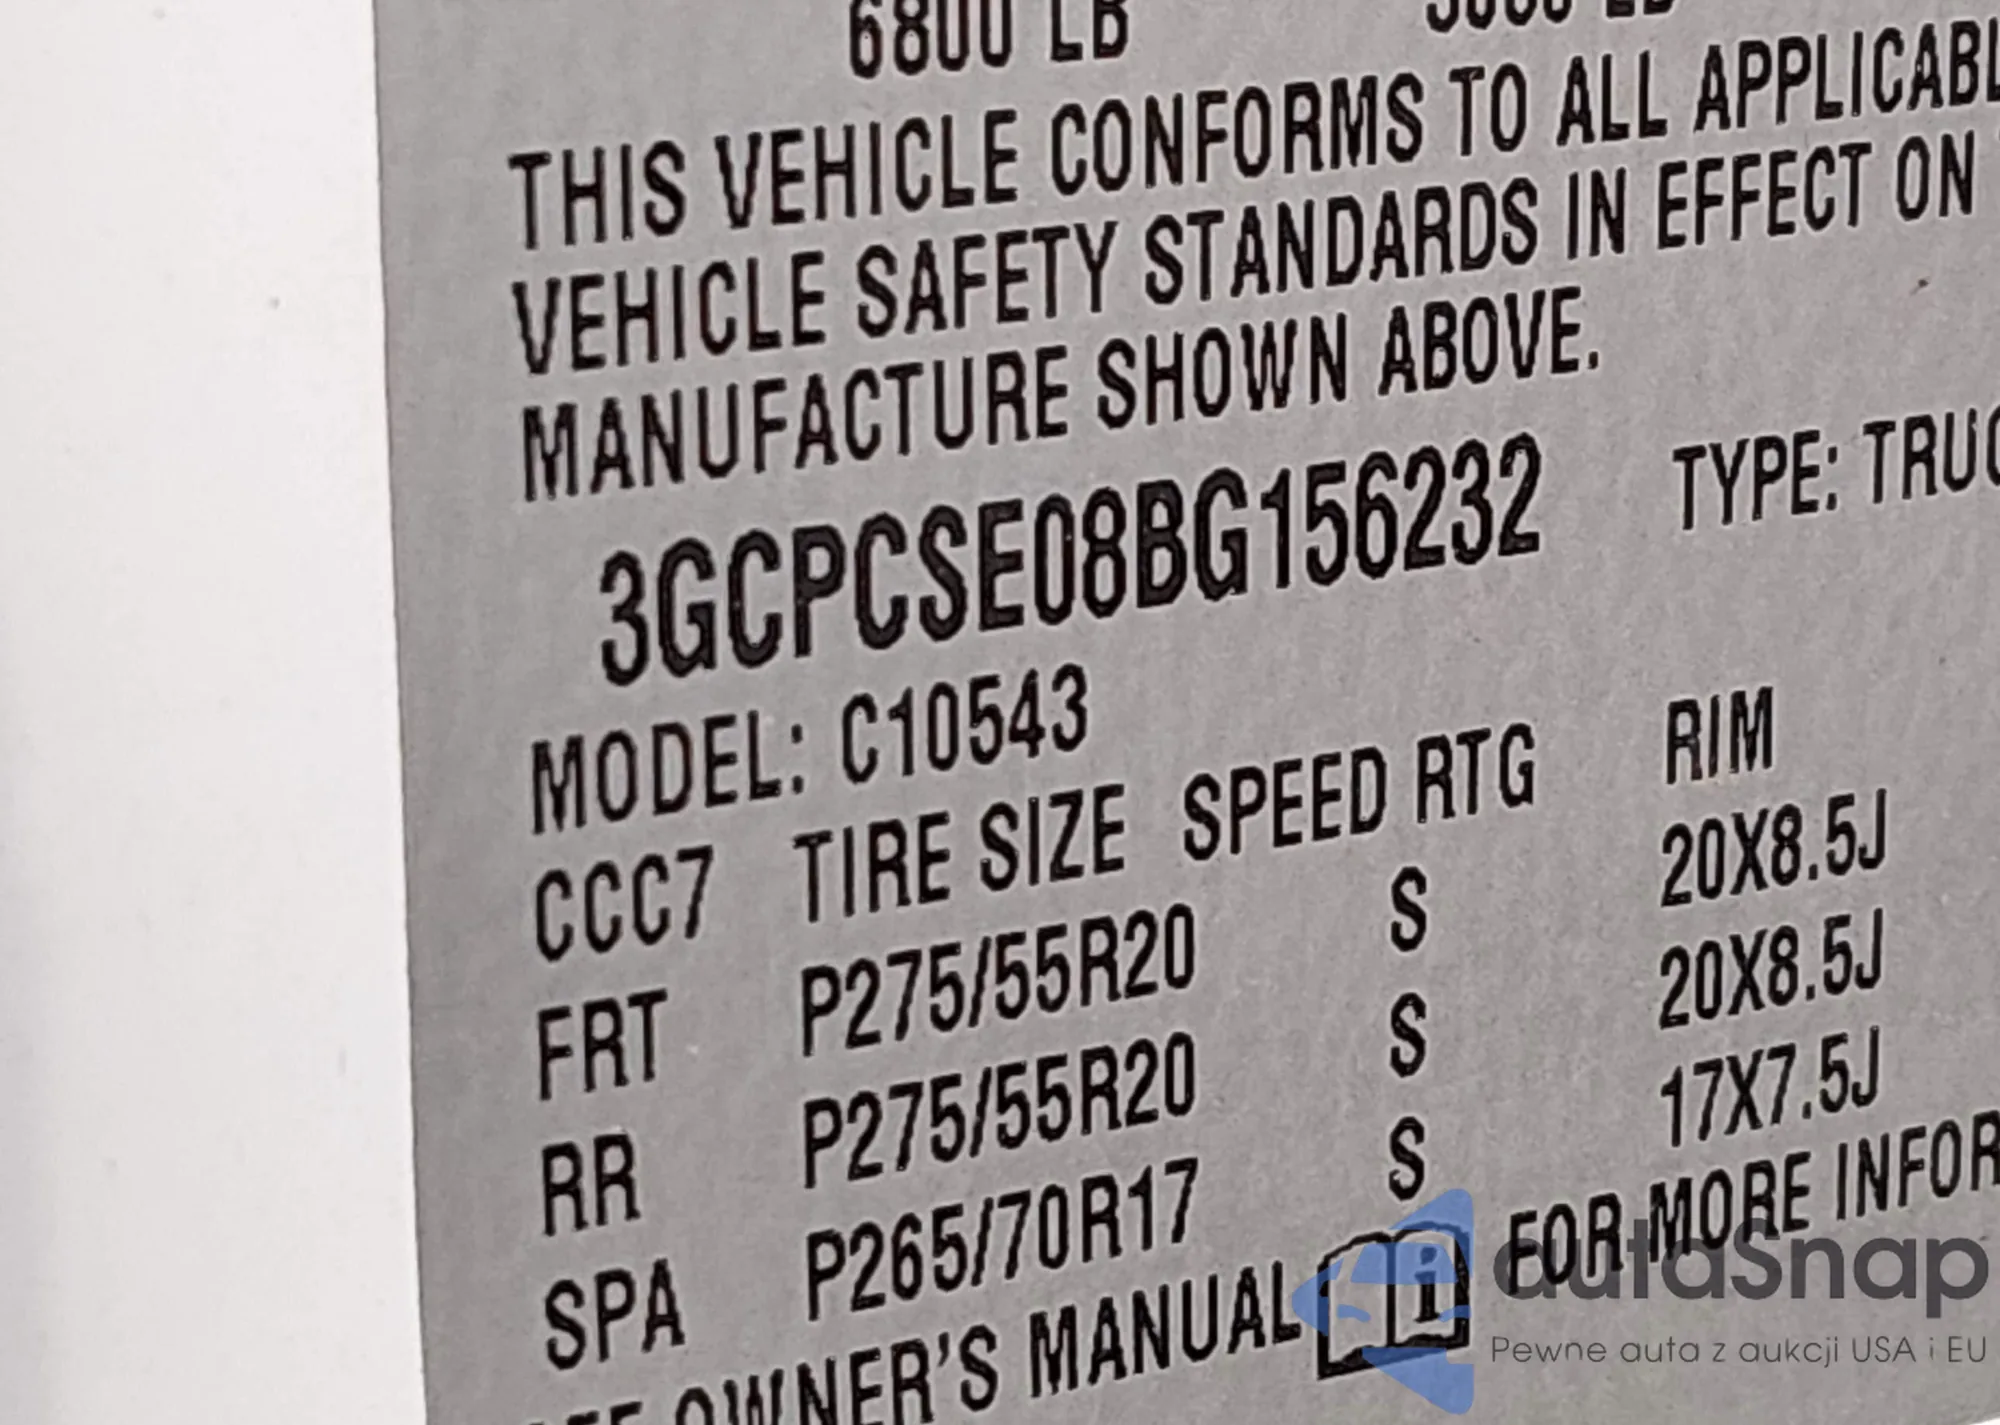 6800 LB
THIS VEHICLE CONFORMS TO ALL APPLICABL
VEHICLE SAFETY STANDARDS IN EFFECT ON
MANUFACTURE SHOWN ABOVE.
3GCPCSE08BG156232 TYPE: TRUC
MODEL: C10543
CCC7 TIRE SIZE SPEED RTG RIM
FRT P275/55R20 S 20X8.5J
RR P275/55R20 S 20X8.5J
SPA P265/70R17 S 17X7.5J
OWNER'S MANUAL i FOR MORE INFOR
autaSnap
Pewne auta z aukcji USA i EU